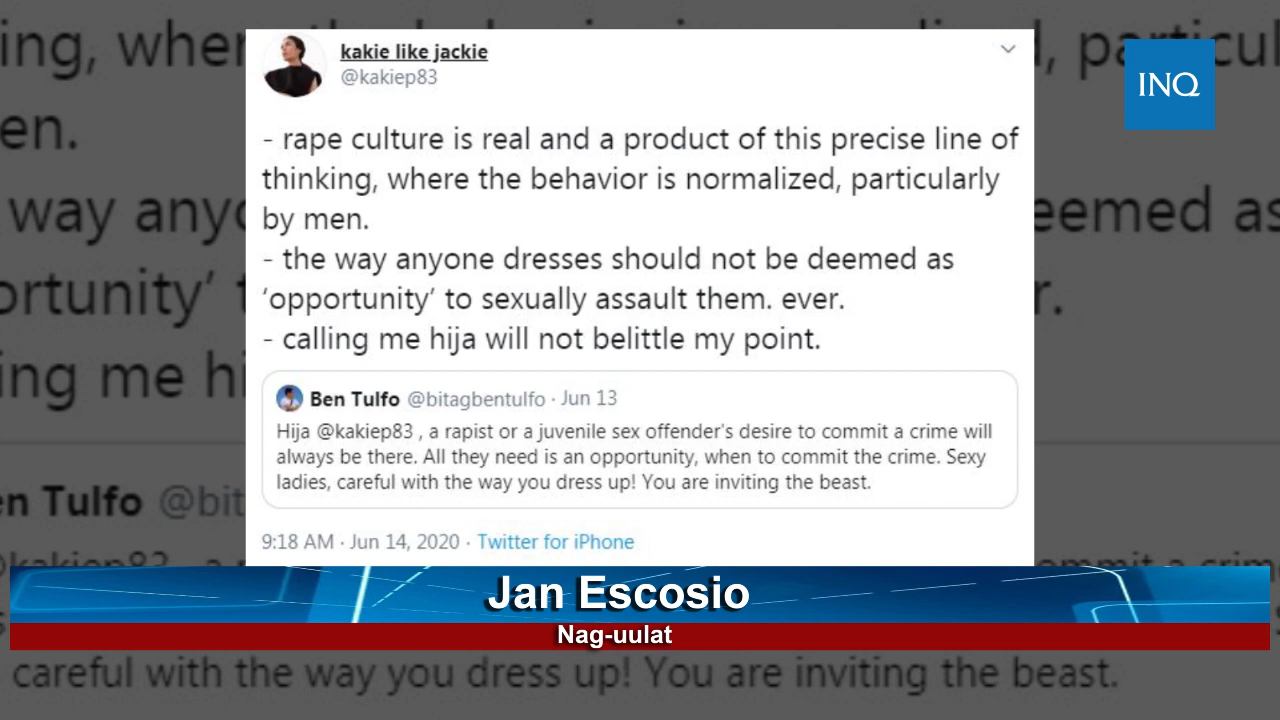 kakie like jackie
@kakiep83
INQ
- rape culture is real and a product of this precise line of
thinking, where the behavior is normalized, particularly
by men.
- the way anyone dresses should not be deemed as
‘opportunity’ to sexually assault them. ever.
- calling me hija will not belittle my point.
Ben Tulfo @bitagbentulfo · Jun 13
Hija @kakiep83 , a rapist or a juvenile sex offender's desire to commit a crime will
always be there. All they need is an opportunity, when to commit the crime. Sexy
ladies, careful with the way you dress up! You are inviting the beast.
9:18 AM · Jun 14, 2020 · Twitter for iPhone
Jan Escosio
Nag-uulat
careful with the way you dress up! You are inviting the beast.